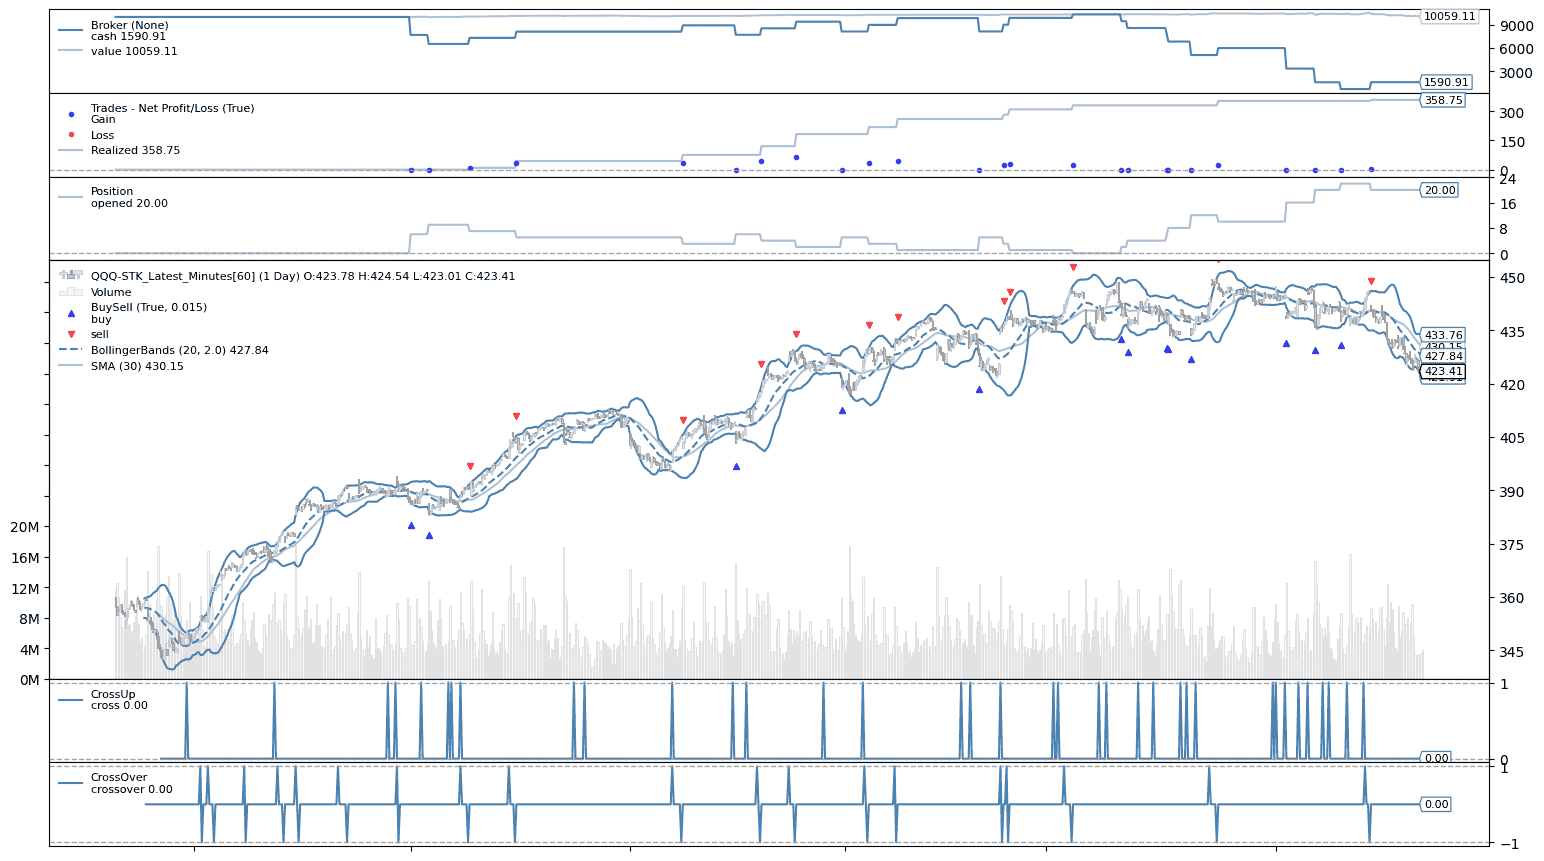 Broker (None)
cash 1590.91
value 10059.11
10059.11
9000
6000
3000
1590.91
Trades - Net Profit/Loss (True)
Gain
Loss
Realized 358.75
358.75
300
150
0
Position
opened 20.00
24
20.00
16
8
0
QQQ-STK_Latest_Minutes[60] (1 Day) O:423.78 H:424.54 L:423.01 C:423.41
Volume
BuySell (True, 0.015)
buy
sell
BollingerBands (20, 2.0) 427.84
SMA (30) 430.15
450
435
433.76
430.15
427.84
423.41
420
405
390
375
360
345
20M
16M
12M
8M
4M
0M
CrossUp
cross 0.00
1
0.00
0
CrossOver
crossover 0.00
1
0.00
−1